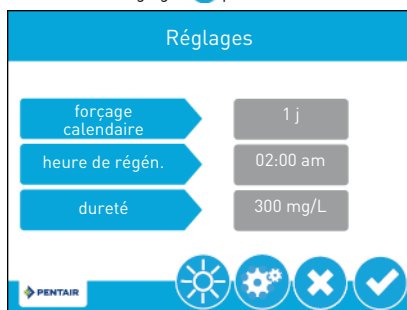 Réglages
forçage
calendaire
1 j
heure de régén.
02:00 am
dureté
300 mg/L
PENTAIR